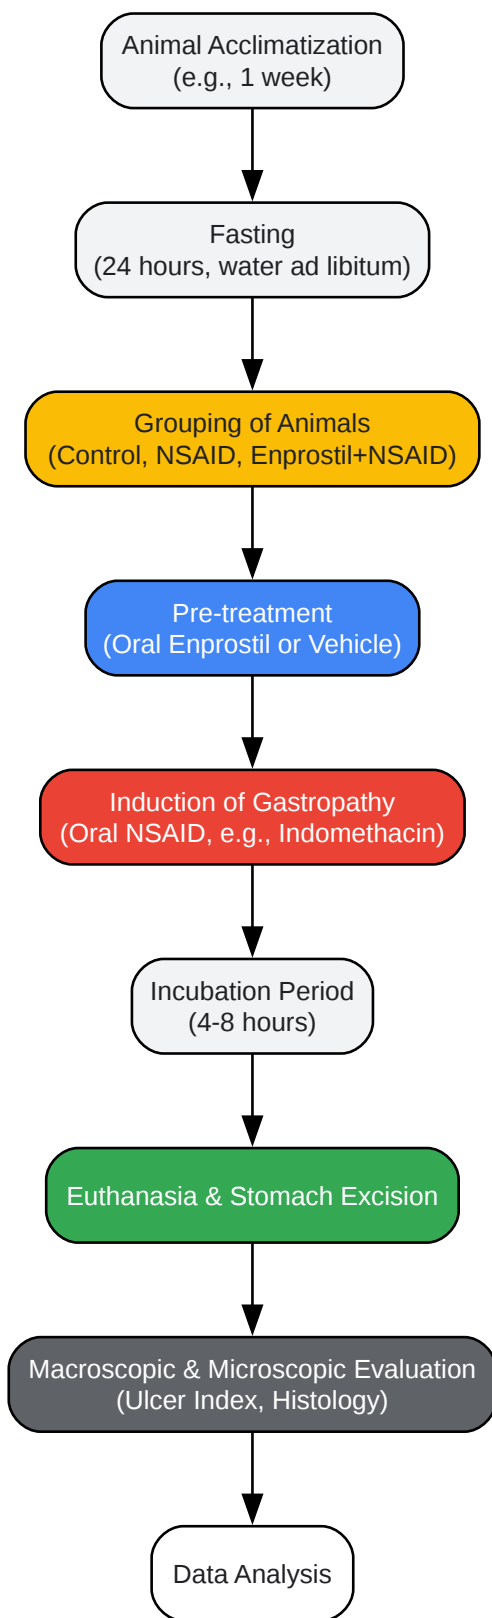 Animal Acclimatization
(e.g., 1 week)
Fasting
(24 hours, water ad libitum)
Grouping of Animals
(Control, NSAID, Enprostil+NSAID)
Pre-treatment
(Oral Enprostil or Vehicle)
Induction of Gastropathy
(Oral NSAID, e.g., Indomethacin)
Incubation Period
(4-8 hours)
Euthanasia & Stomach Excision
Macroscopic & Microscopic Evaluation
(Ulcer Index, Histology)
Data Analysis